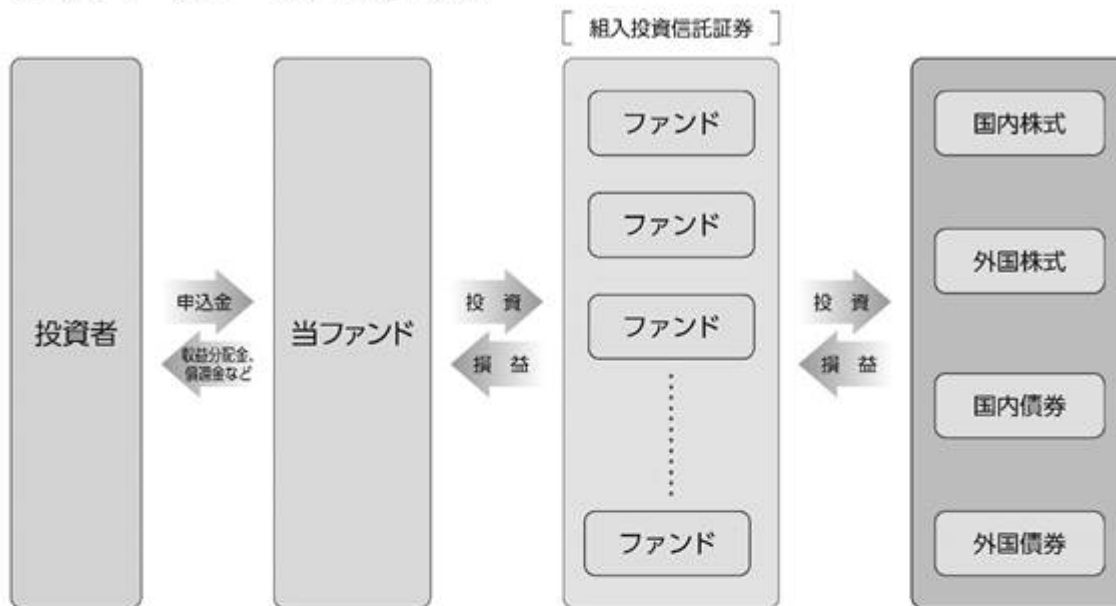 [ 組入投資信託証券 ]
投資者
申込金
収益分配金、
償還金など
当ファンド
投 資
損 益
ファンド
ファンド
ファンド
ファンド
投 資
損 益
国内株式
外国株式
国内債券
外国債券